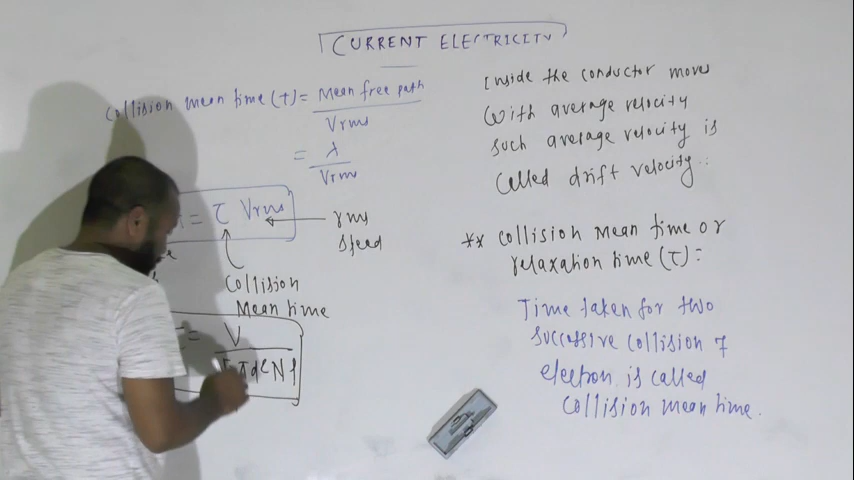 CURRENT ELECTRICITY
Collision mean time (τ) = Mean free path
Vrms
= λ
Vrms
= τ Vrms
rms
speed
Collision
Mean time
= V
Inside the conductor moves
With average velocity
such average velocity is
called drift velocity..
** Collision Mean time or
relaxation time (τ) =
Time taken for two
successive collision of
electron is called
collision mean time.